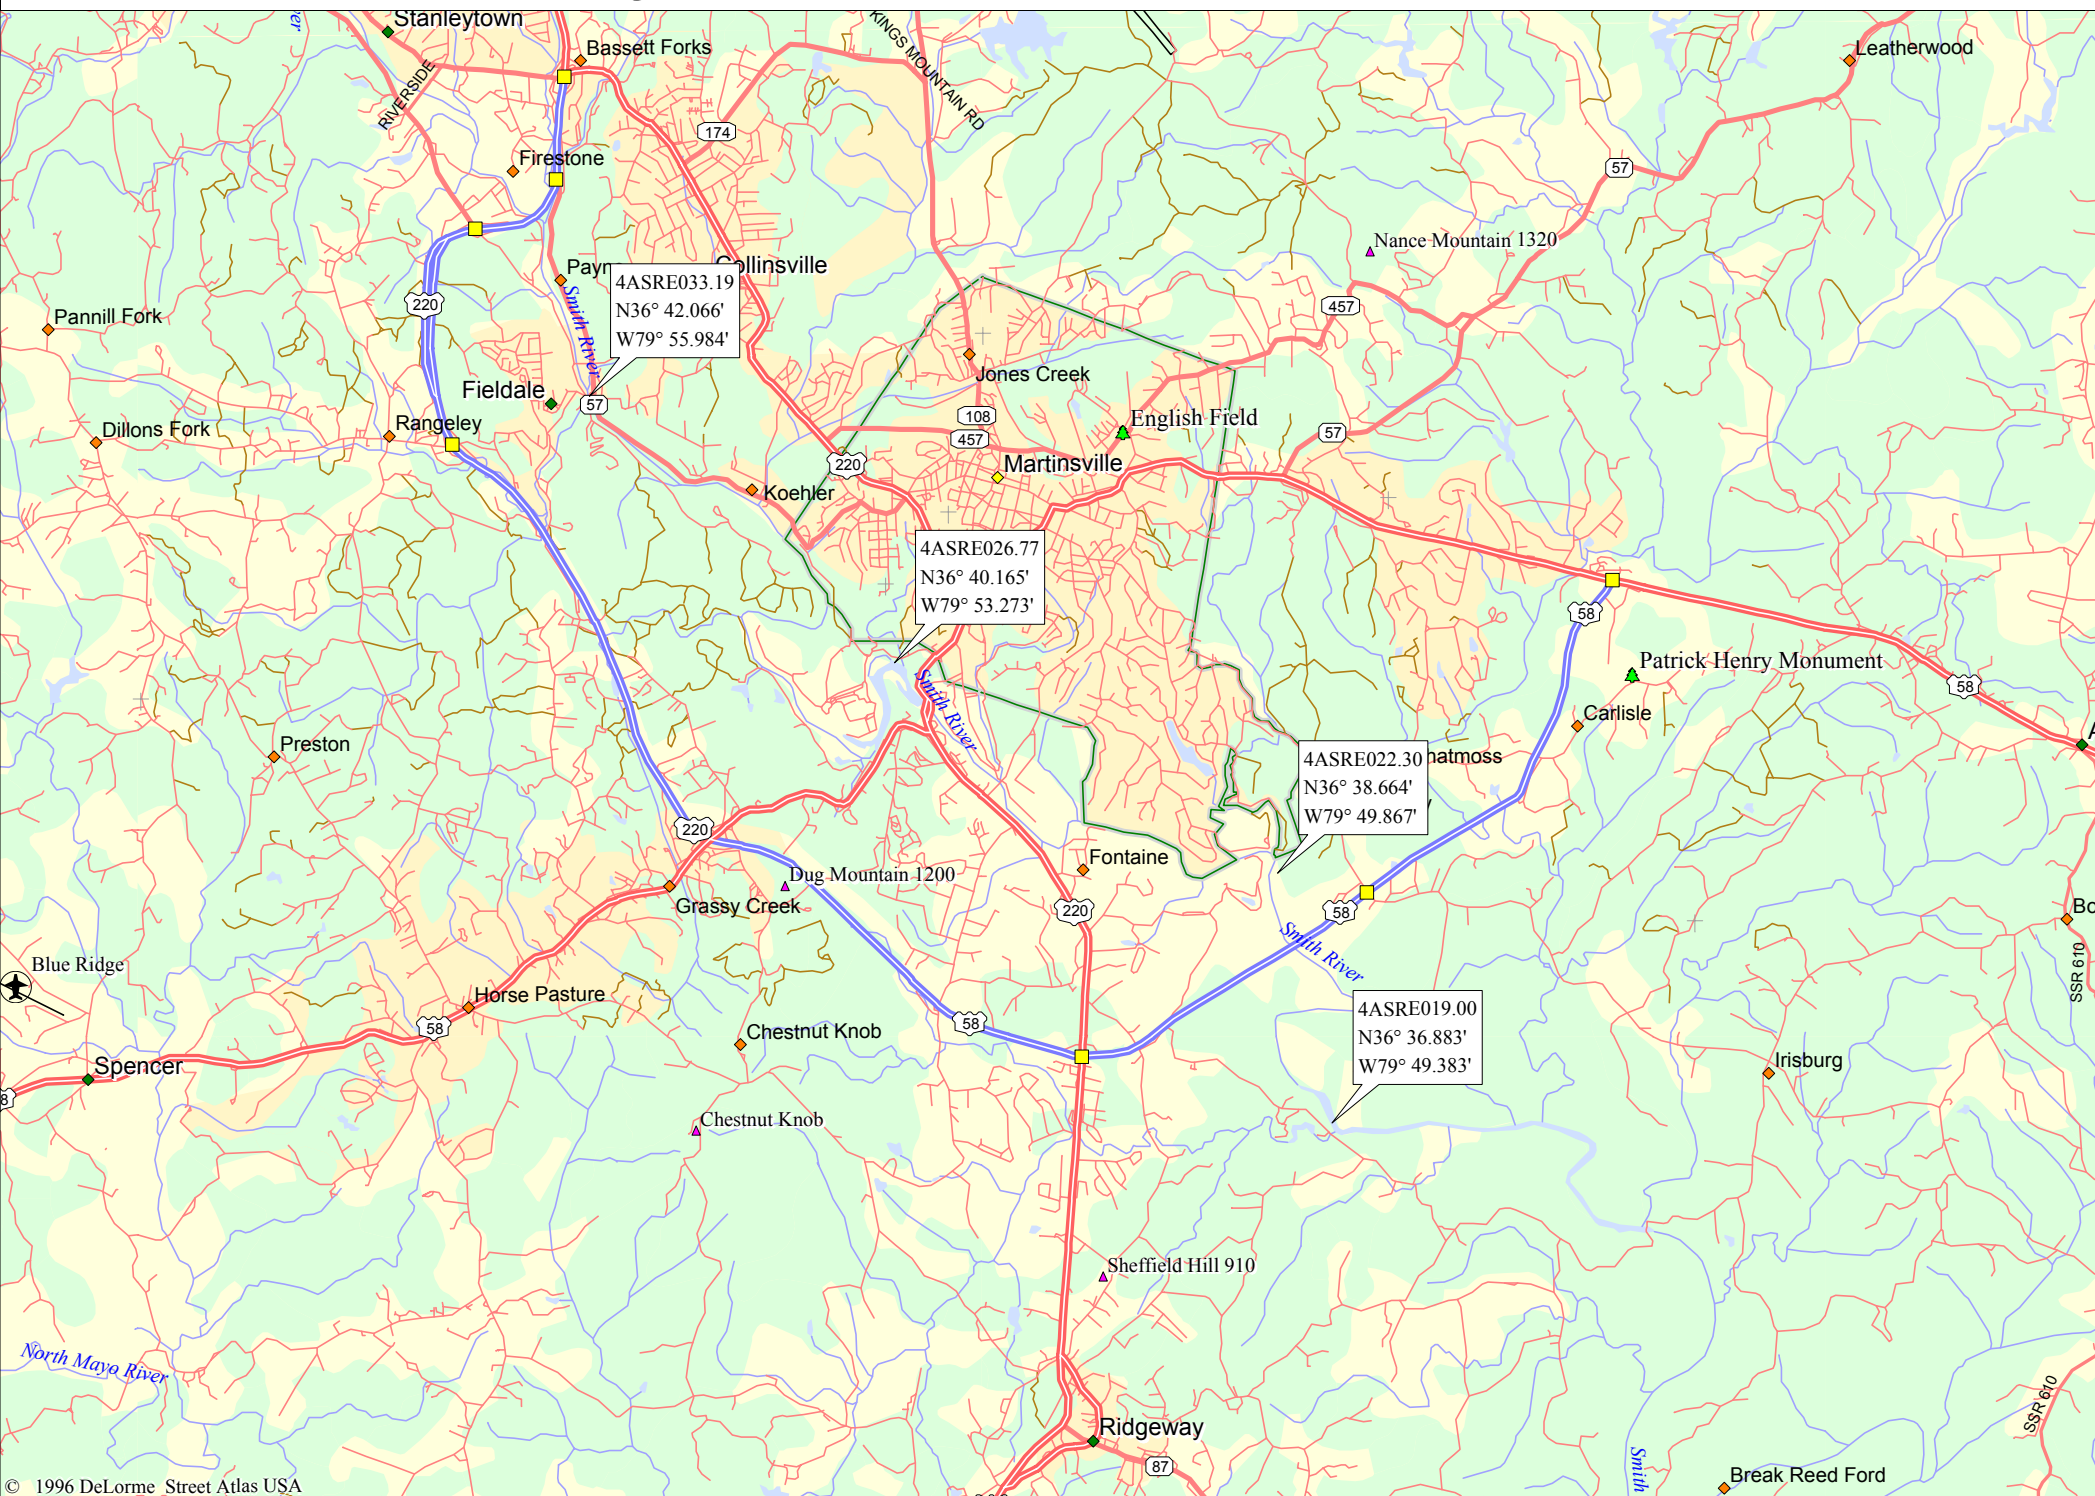 Stanleytown
Bassett Forks
KINGS MOUNTAIN RD
Leatherwood
RIVERSIDE
174
Firestone
57
Nance Mountain 1320
Collinsville
4ASRE033.19
N36° 42.066'
W79° 55.984'
Smith River
220
457
Pannill Fork
Jones Creek
Fieldale
57
108
English Field
Rangeley
Dillons Fork
457
57
220
Martinsville
Koehler
4ASRE026.77
N36° 40.165'
W79° 53.273'
58
Patrick Henry Monument
58
Smith River
Carlisle
Preston
4ASRE022.30
N36° 38.664'
W79° 49.867'
220
Fontaine
Dug Mountain 1200
Grassy Creek
220
58
Smith River
Blue Ridge
SSR 610
Horse Pasture
58
58
Chestnut Knob
4ASRE019.00
N36° 36.883'
W79° 49.383'
Irisburg
Spencer
Chestnut Knob
Sheffield Hill 910
North Mayo River
SSR 610
Ridgeway
87
Smith
Break Reed Ford
© 1996 DeLorme Street Atlas USA